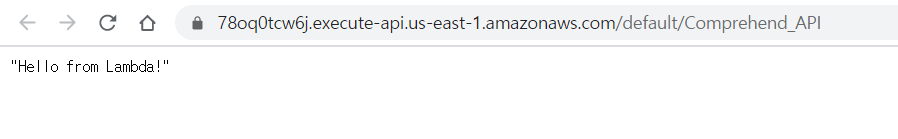 78oq0tcw6j.execute-api.us-east-1.amazonaws.com/default/Comprehend_API
"Hello from Lambda!"